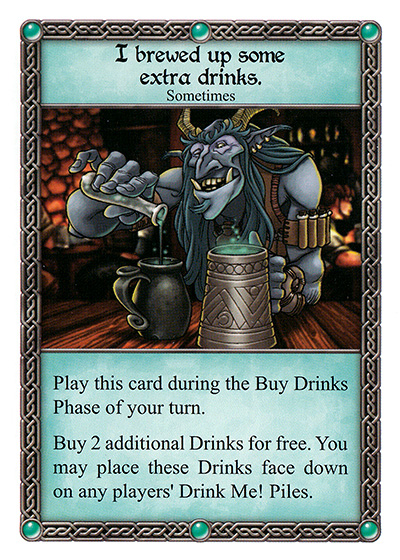 I brewed up some
extra drinks.
Sometimes
Play this card during the Buy Drinks
Phase of your turn.
Buy 2 additional Drinks for free. You
may place these Drinks face down
on any players' Drink Me! Piles.